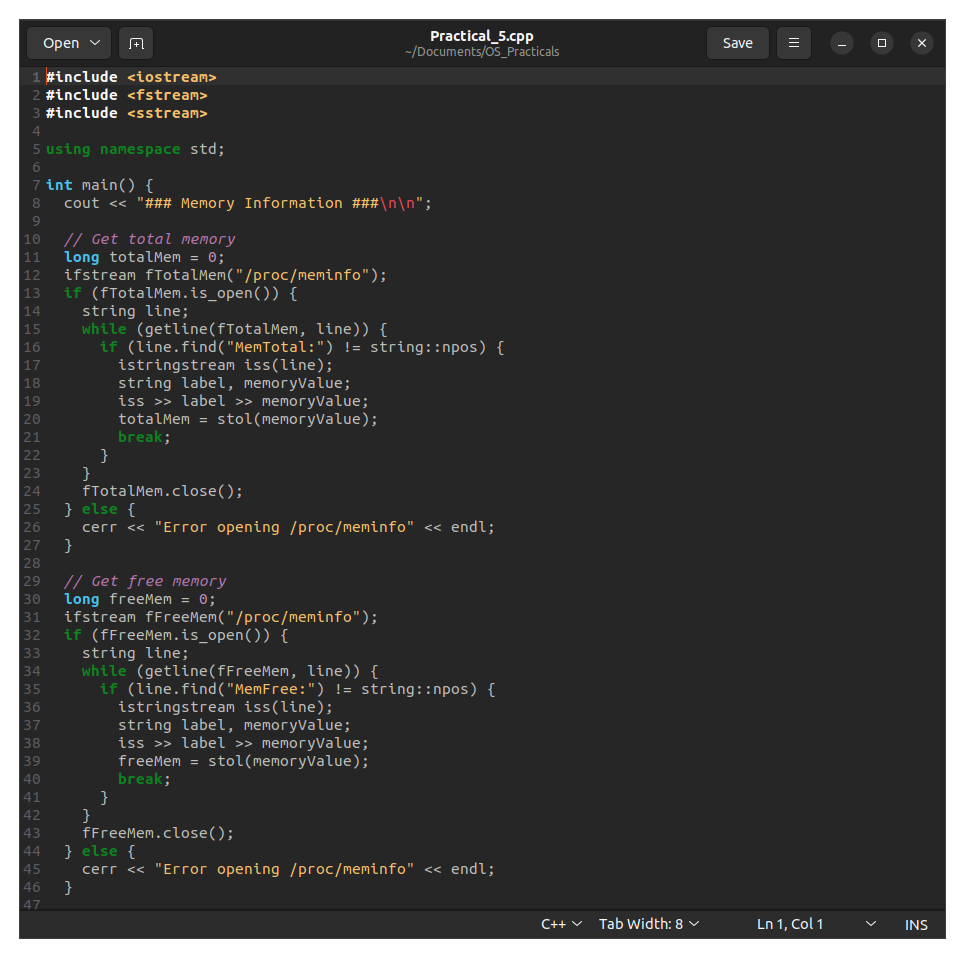 Open
Practical_5.cpp
~/Documents/OS_Practicals
Save
1 #include <iostream>
2 #include <fstream>
3 #include <sstream>
4
5 using namespace std;
6
7 int main() {
8   cout << "### Memory Information ###\n\n";
9
10   // Get total memory
11   long totalMem = 0;
12   ifstream fTotalMem("/proc/meminfo");
13   if (fTotalMem.is_open()) {
14     string line;
15     while (getline(fTotalMem, line)) {
16       if (line.find("MemTotal:") != string::npos) {
17         istringstream iss(line);
18         string label, memoryValue;
19         iss >> label >> memoryValue;
20         totalMem = stol(memoryValue);
21         break;
22       }
23     }
24     fTotalMem.close();
25   } else {
26     cerr << "Error opening /proc/meminfo" << endl;
27   }
28
29   // Get free memory
30   long freeMem = 0;
31   ifstream fFreeMem("/proc/meminfo");
32   if (fFreeMem.is_open()) {
33     string line;
34     while (getline(fFreeMem, line)) {
35       if (line.find("MemFree:") != string::npos) {
36         istringstream iss(line);
37         string label, memoryValue;
38         iss >> label >> memoryValue;
39         freeMem = stol(memoryValue);
40         break;
41       }
42     }
43     fFreeMem.close();
44   } else {
45     cerr << "Error opening /proc/meminfo" << endl;
46   }
47
C++ Tab Width: 8 Ln 1, Col 1 INS